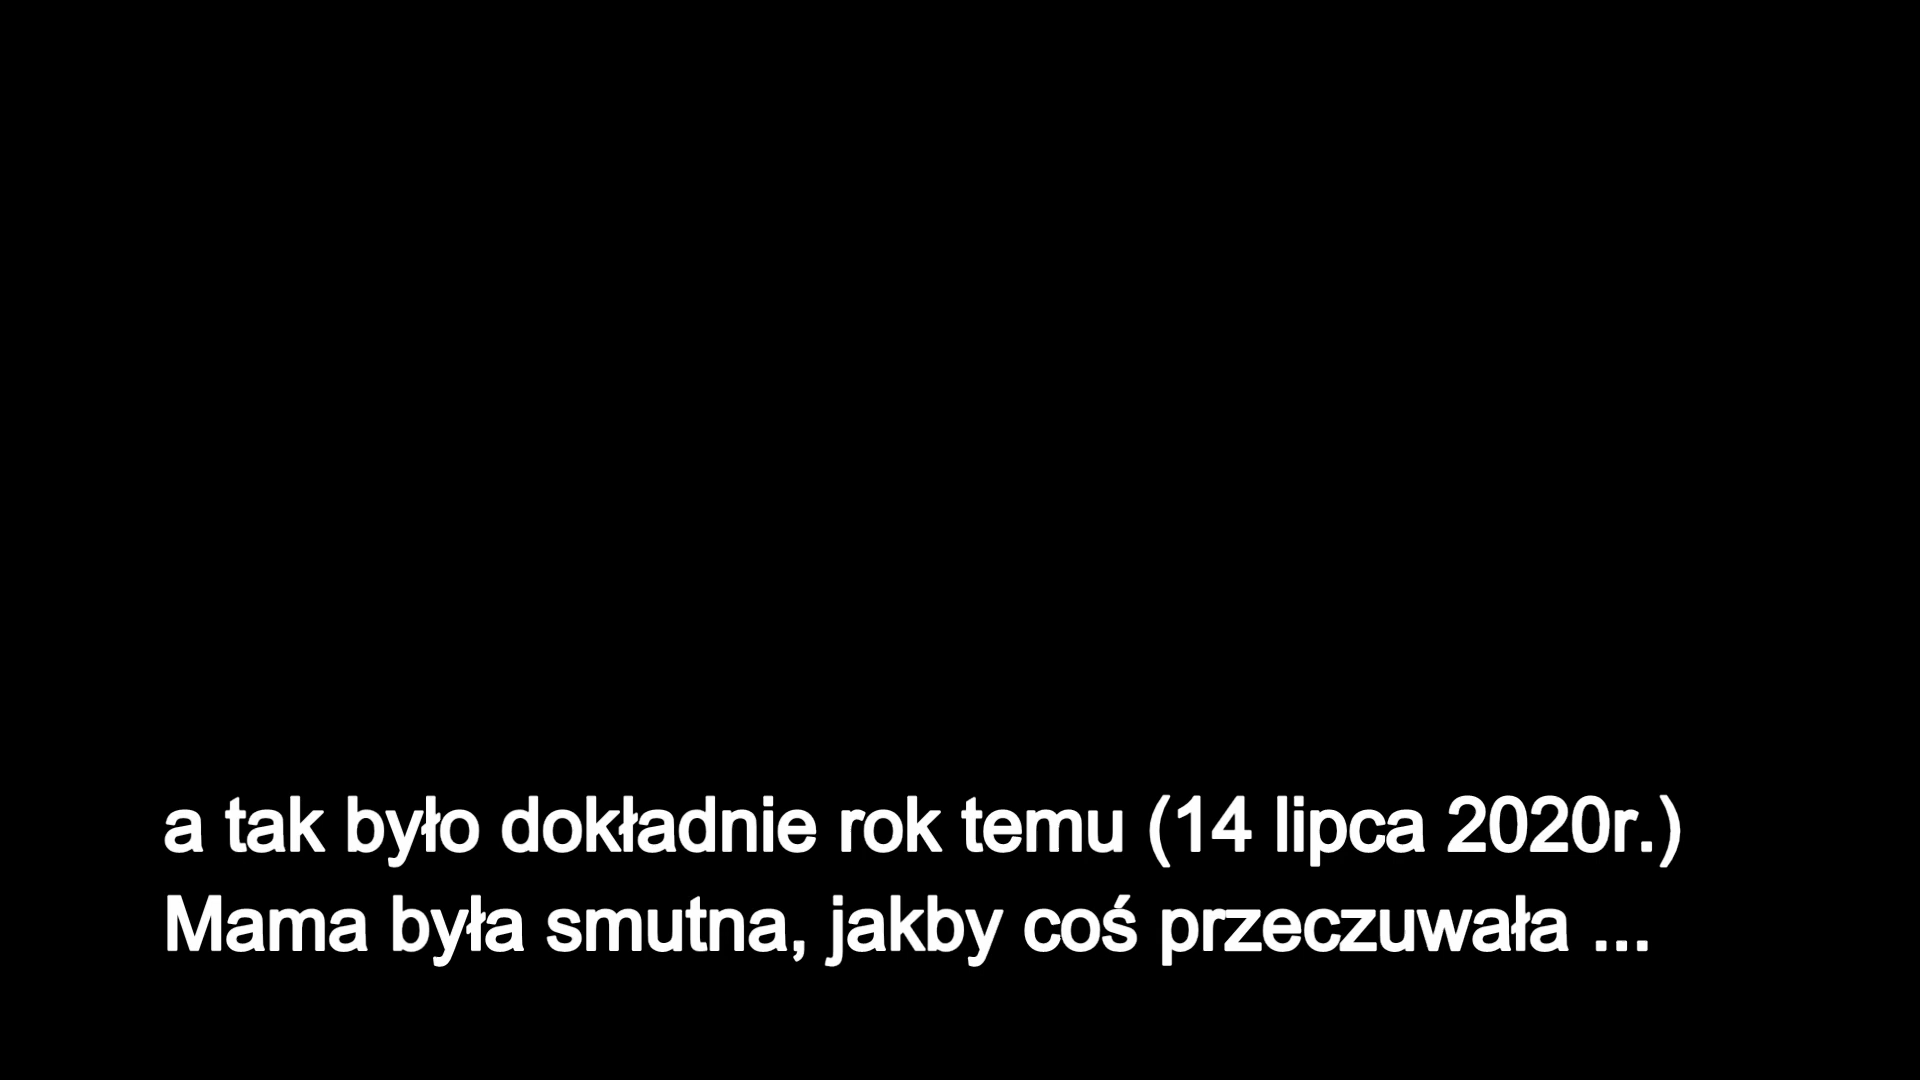 a tak było dokładnie rok temu (14 lipca 2020r.)
Mama była smutna, jakby coś przeczuwała ...